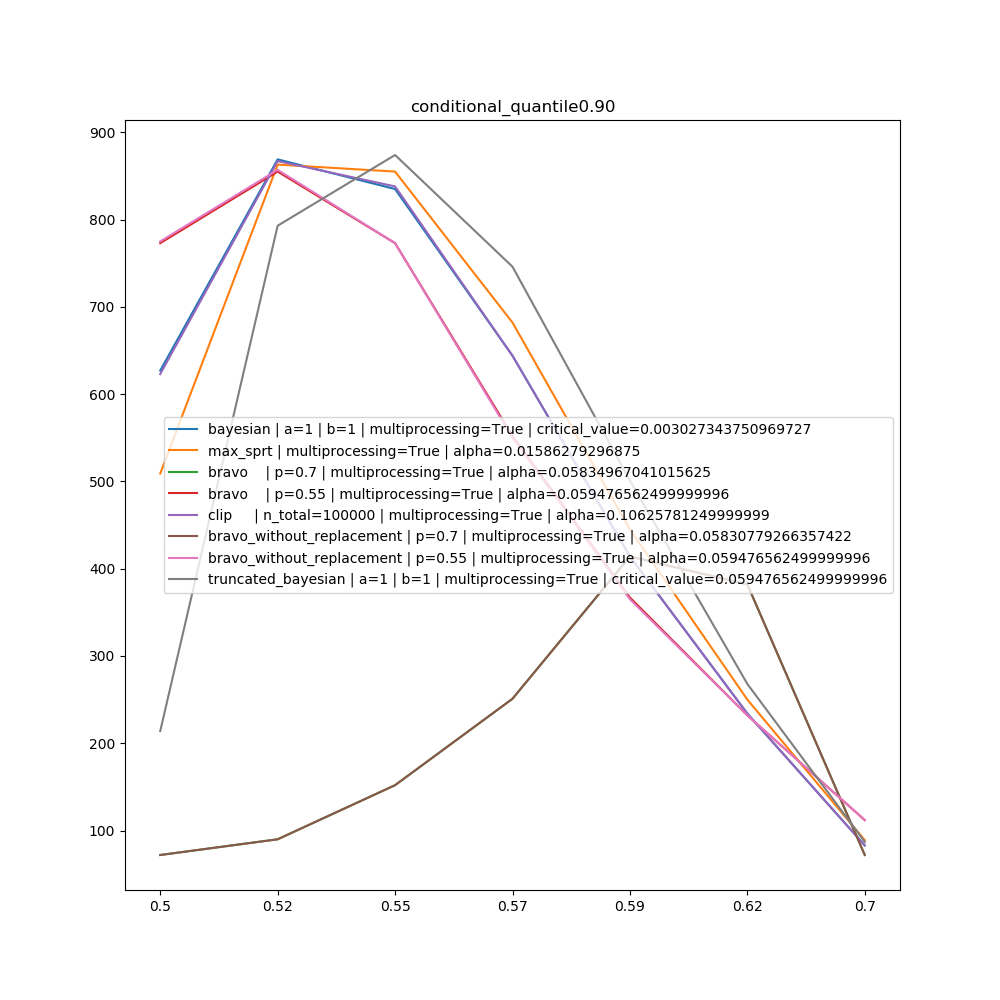 conditional_quantile0.90
900
800
700
600
500
400
300
200
100
bayesian | a=1 | b=1 | multiprocessing=True | critical_value=0.003027343750969727
max_sprt | multiprocessing=True | alpha=0.01586279296875
bravo | p=0.7 | multiprocessing=True | alpha=0.05834967041015625
bravo | p=0.55 | multiprocessing=True | alpha=0.059476562499999996
clip | n_total=100000 | multiprocessing=True | alpha=0.10625781249999999
bravo_without_replacement | p=0.7 | multiprocessing=True | alpha=0.05830779266357422
bravo_without_replacement | p=0.55 | multiprocessing=True | alpha=0.059476562499999996
truncated_bayesian | a=1 | b=1 | multiprocessing=True | critical_value=0.059476562499999996
0.5 0.52 0.55 0.57 0.59 0.62 0.7